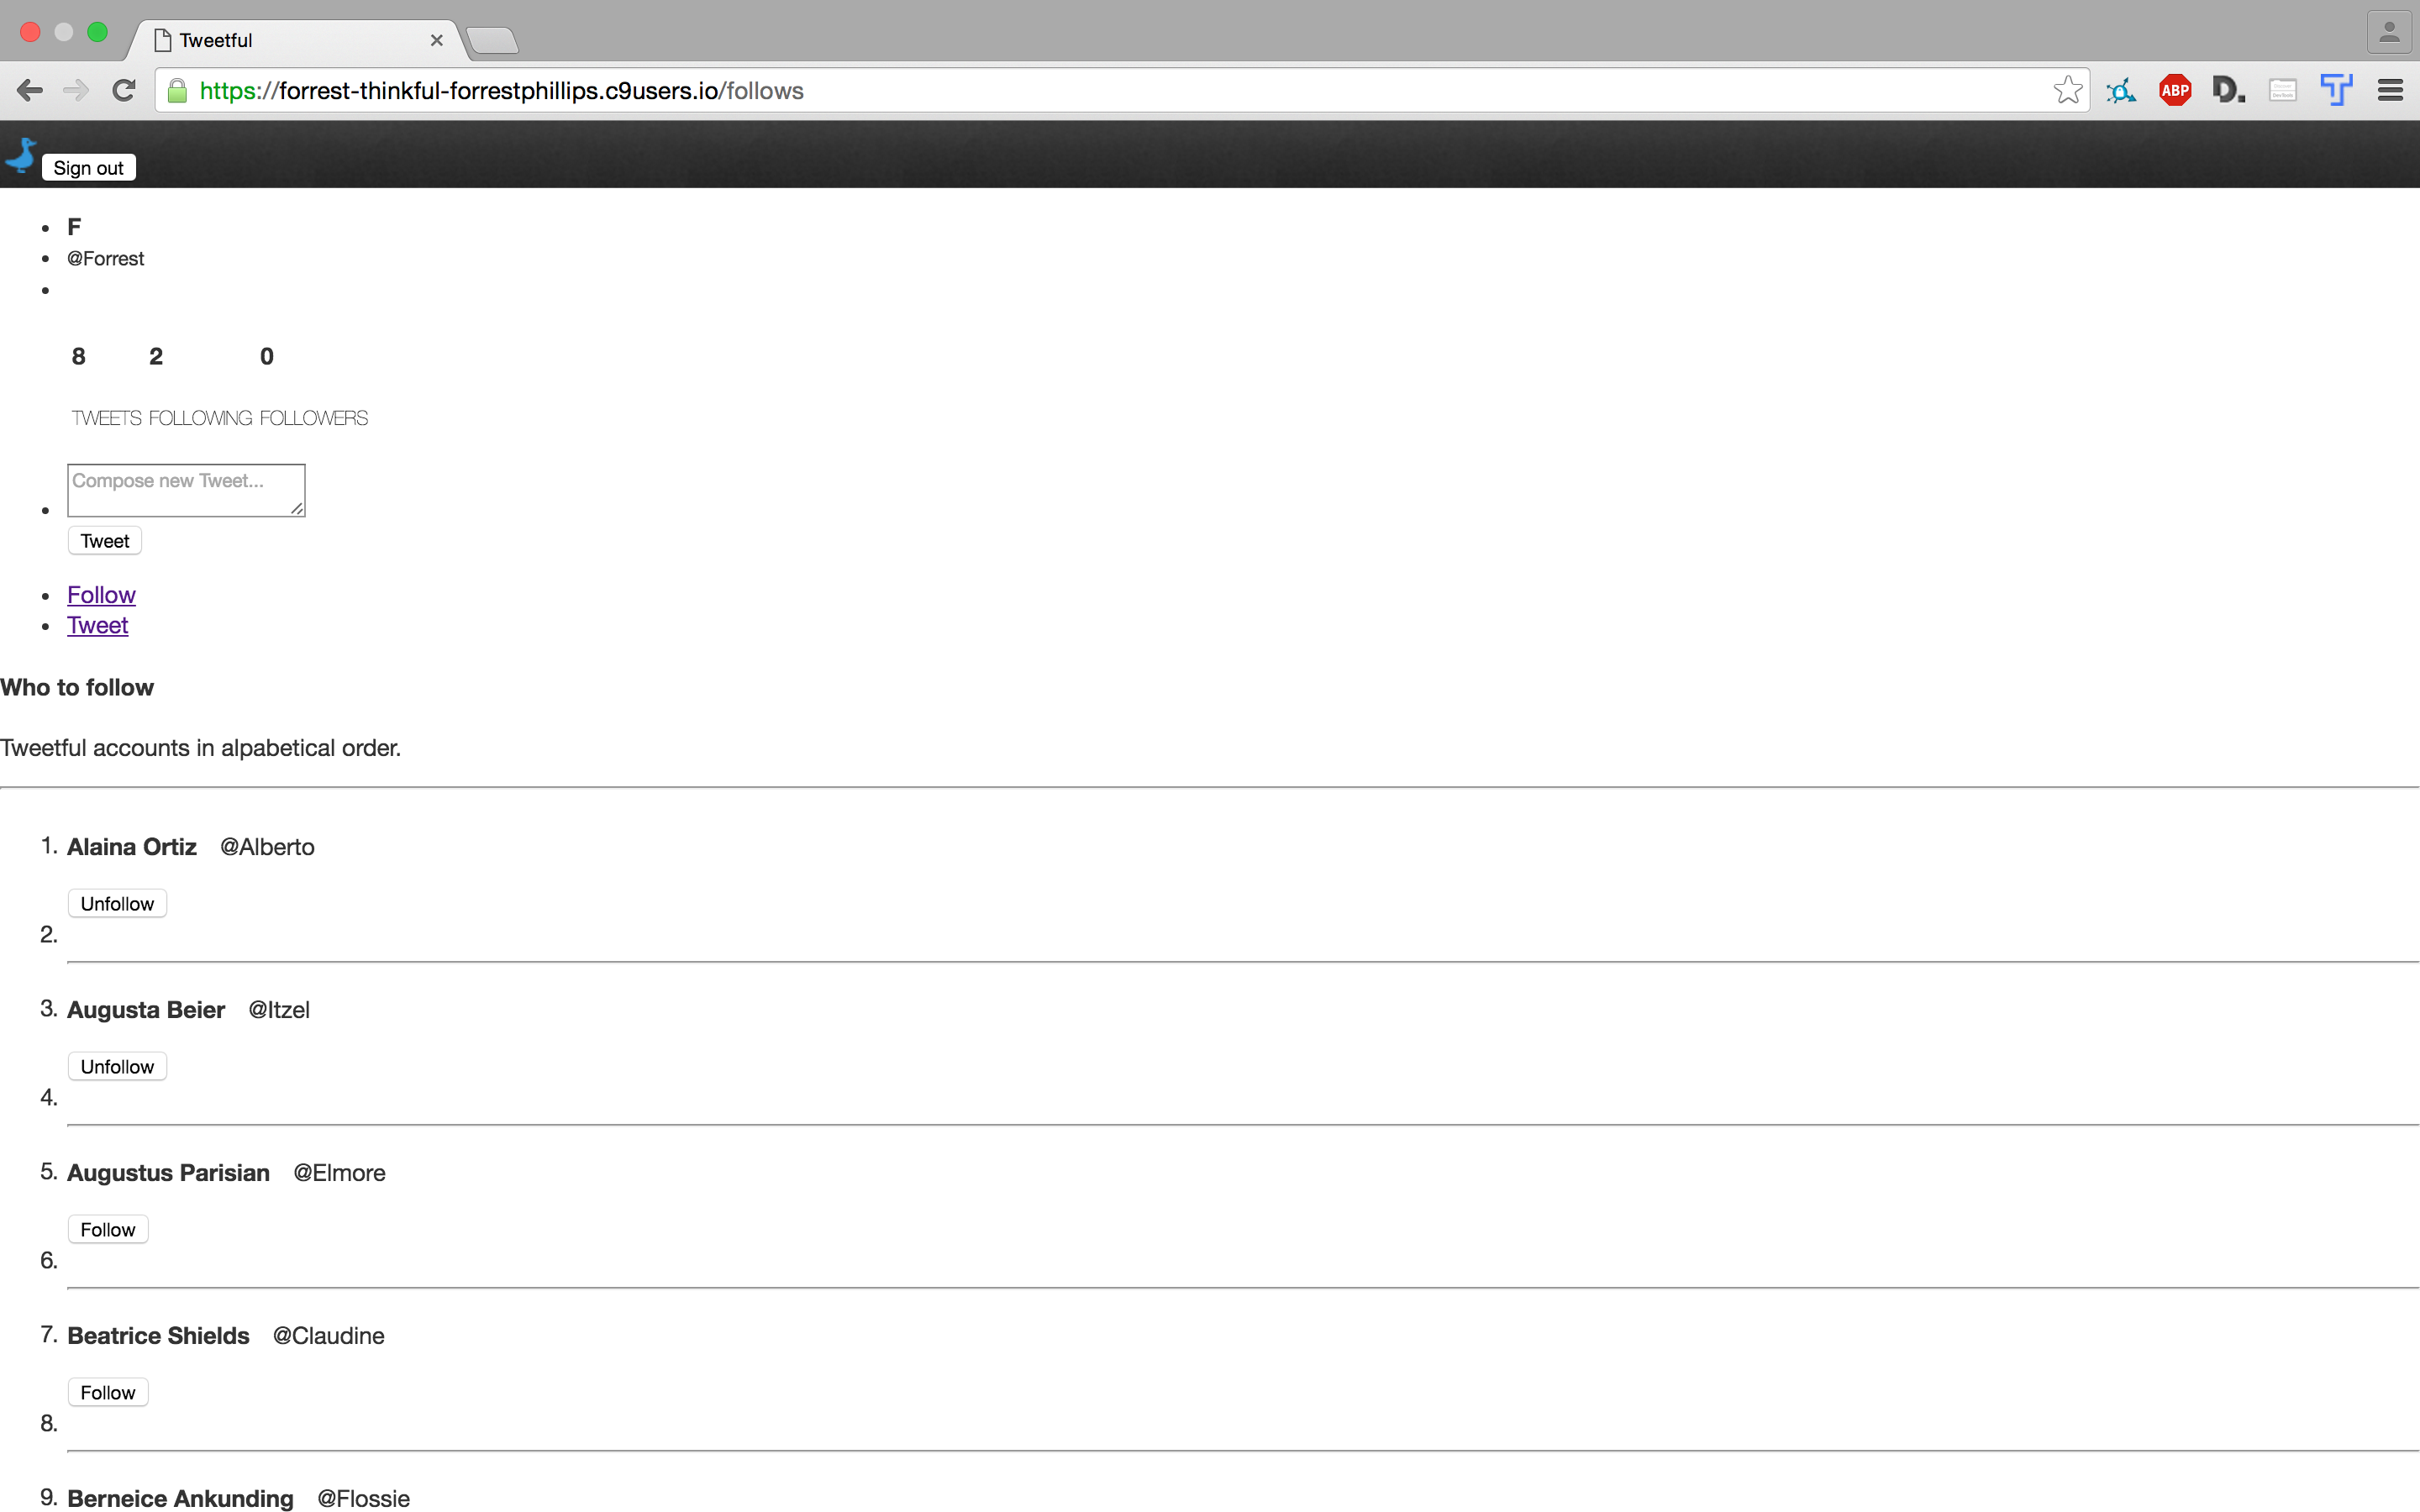 Tweetful
https://forrest-thinkful-forrestphillips.c9users.io/follows
ABP
D.
Sign out
F
@Forrest
8 2 0
TWEETS FOLLOWING FOLLOWERS
Compose new Tweet...
Tweet
Follow
Tweet
Who to follow
Tweetful accounts in alpabetical order.
1. Alaina Ortiz @Alberto
Unfollow
2.
3. Augusta Beier @Itzel
Unfollow
4.
5. Augustus Parisian @Elmore
Follow
6.
7. Beatrice Shields @Claudine
Follow
8.
9. Berneice Ankunding @Flossie